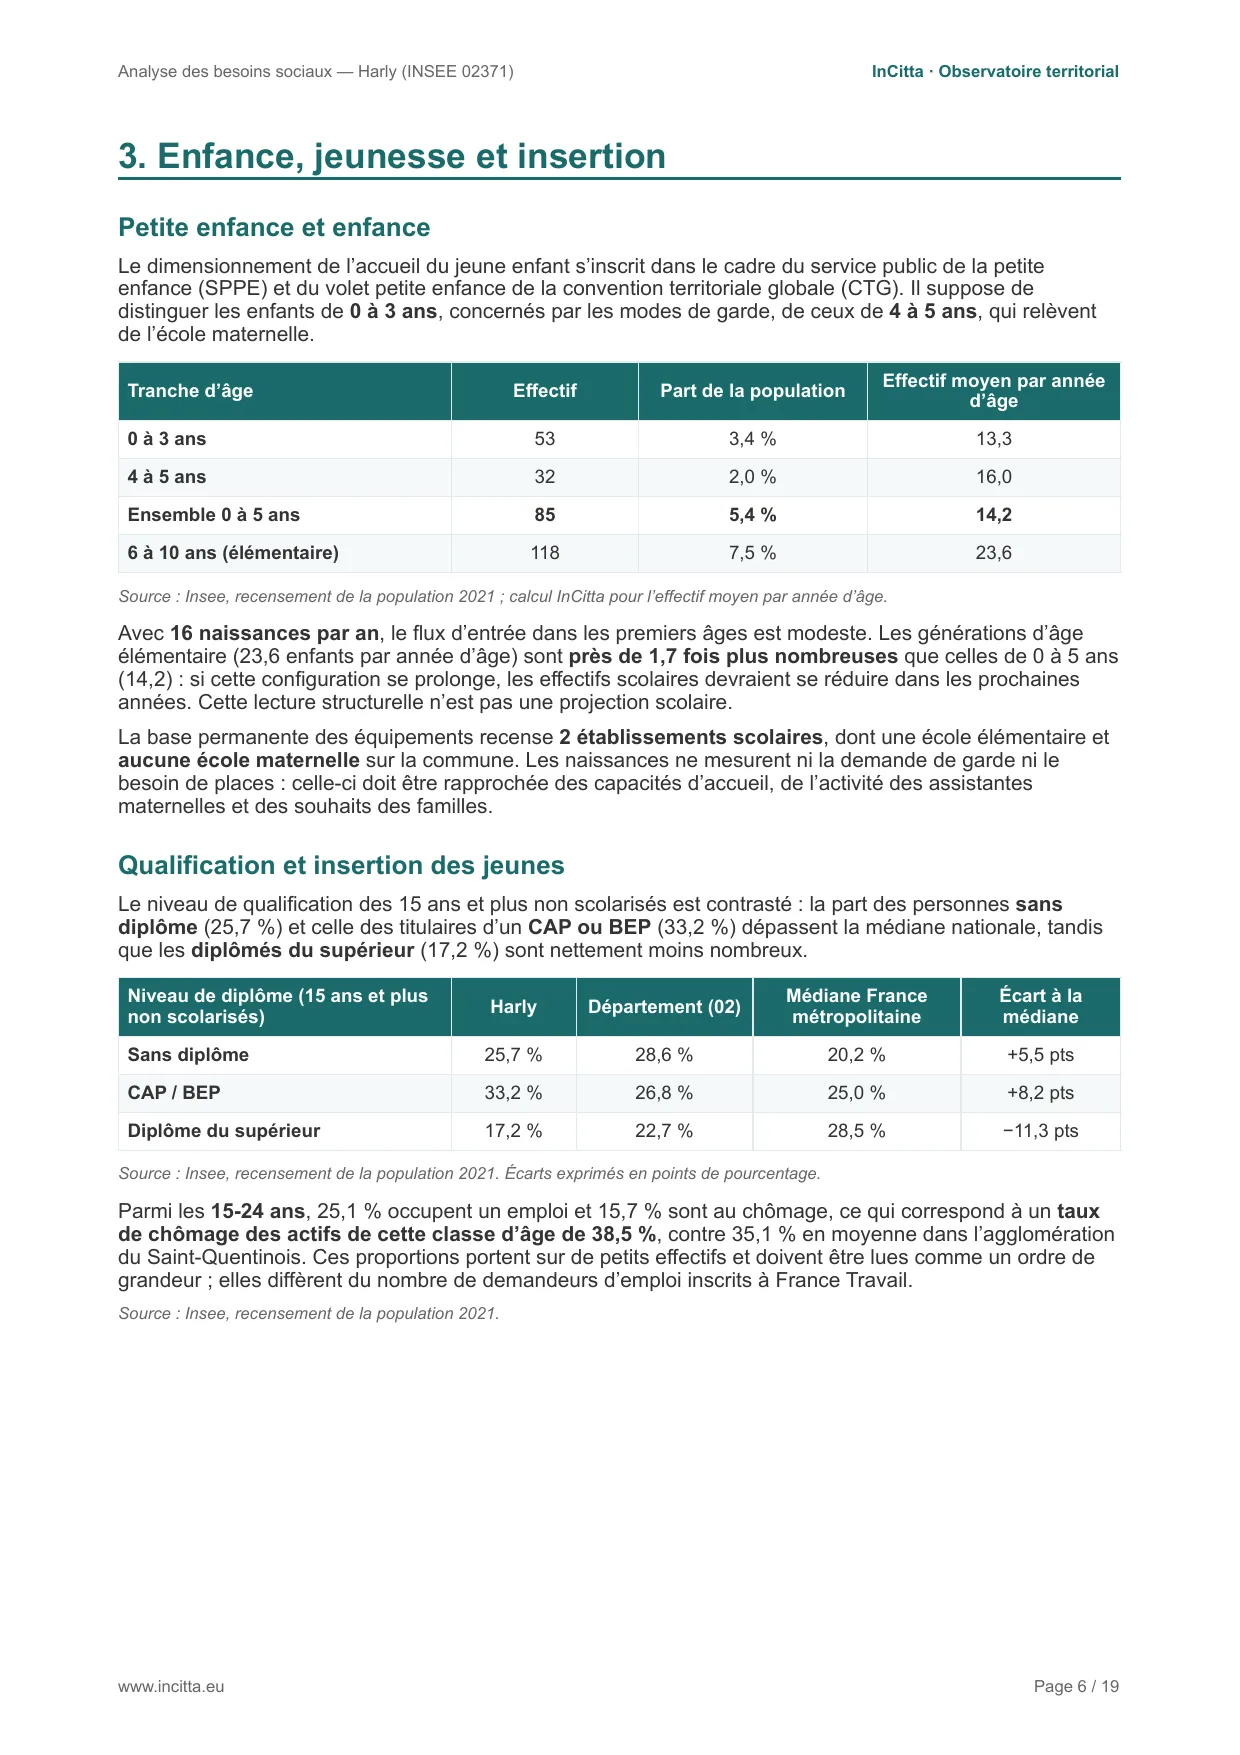 Analyse des besoins sociaux — Harly (INSEE 02371)
InCitta · Observatoire territorial
3. Enfance, jeunesse et insertion
Petite enfance et enfance
Le dimensionnement de l’accueil du jeune enfant s’inscrit dans le cadre du service public de la petite
enfance (SPPE) et du volet petite enfance de la convention territoriale globale (CTG). Il suppose de
distinguer les enfants de 0 à 3 ans, concernés par les modes de garde, de ceux de 4 à 5 ans, qui relèvent
de l’école maternelle.
Tranche d’âge Effectif Part de la population Effectif moyen par année
d’âge
0 à 3 ans 53 3,4 % 13,3
4 à 5 ans 32 2,0 % 16,0
Ensemble 0 à 5 ans 85 5,4 % 14,2
6 à 10 ans (élémentaire) 118 7,5 % 23,6
Source : Insee, recensement de la population 2021 ; calcul InCitta pour l’effectif moyen par année d’âge.
Avec 16 naissances par an, le flux d’entrée dans les premiers âges est modeste. Les générations d’âge
élémentaire (23,6 enfants par année d’âge) sont près de 1,7 fois plus nombreuses que celles de 0 à 5 ans
(14,2) : si cette configuration se prolonge, les effectifs scolaires devraient se réduire dans les prochaines
années. Cette lecture structurelle n’est pas une projection scolaire.
La base permanente des équipements recense 2 établissements scolaires, dont une école élémentaire et
aucune école maternelle sur la commune. Les naissances ne mesurent ni la demande de garde ni le
besoin de places : celle-ci doit être rapprochée des capacités d’accueil, de l’activité des assistantes
maternelles et des souhaits des familles.
Qualification et insertion des jeunes
Le niveau de qualification des 15 ans et plus non scolarisés est contrasté : la part des personnes sans
diplôme (25,7 %) et celle des titulaires d’un CAP ou BEP (33,2 %) dépassent la médiane nationale, tandis
que les diplômés du supérieur (17,2 %) sont nettement moins nombreux.
Niveau de diplôme (15 ans et plus
non scolarisés) Harly Département (02) Médiane France
métropolitaine Écart à la
médiane
Sans diplôme 25,7 % 28,6 % 20,2 % +5,5 pts
CAP / BEP 33,2 % 26,8 % 25,0 % +8,2 pts
Diplôme du supérieur 17,2 % 22,7 % 28,5 % −11,3 pts
Source : Insee, recensement de la population 2021. Écarts exprimés en points de pourcentage.
Parmi les 15-24 ans, 25,1 % occupent un emploi et 15,7 % sont au chômage, ce qui correspond à un taux
de chômage des actifs de cette classe d’âge de 38,5 %, contre 35,1 % en moyenne dans l’agglomération
du Saint-Quentinois. Ces proportions portent sur de petits effectifs et doivent être lues comme un ordre de
grandeur ; elles diffèrent du nombre de demandeurs d’emploi inscrits à France Travail.
Source : Insee, recensement de la population 2021.
www.incitta.eu
Page 6 / 19